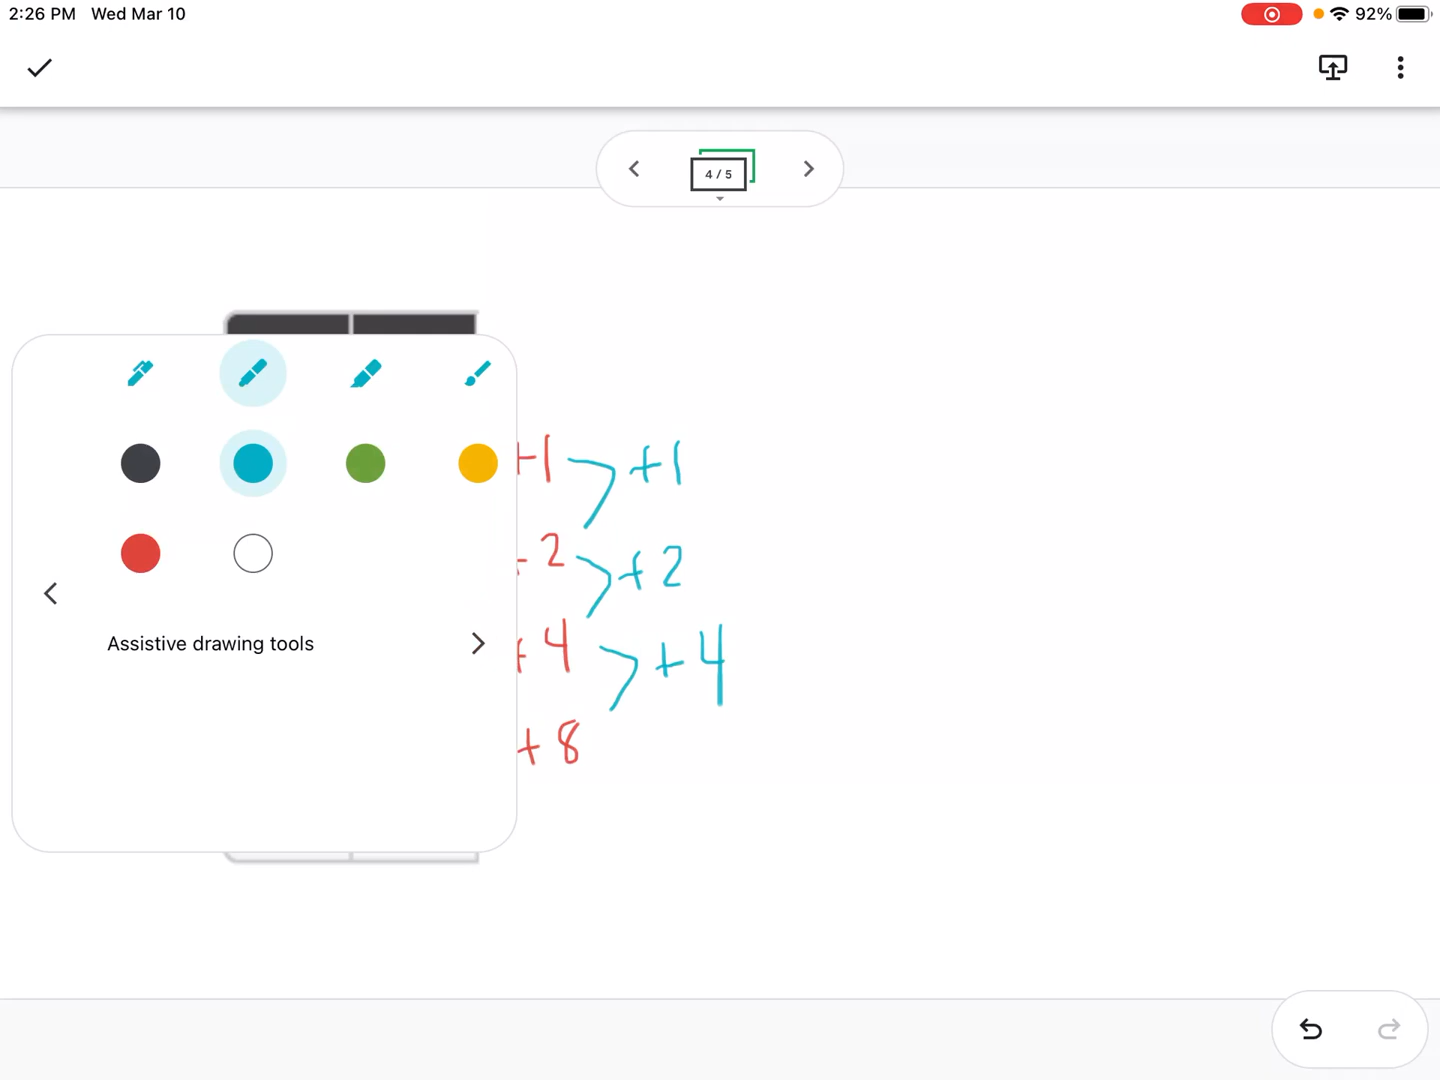 2:26 PM Wed Mar 10 92%
4 / 5
+1 +1
2 +2
+ 4 +4
+ 8
Assistive drawing tools